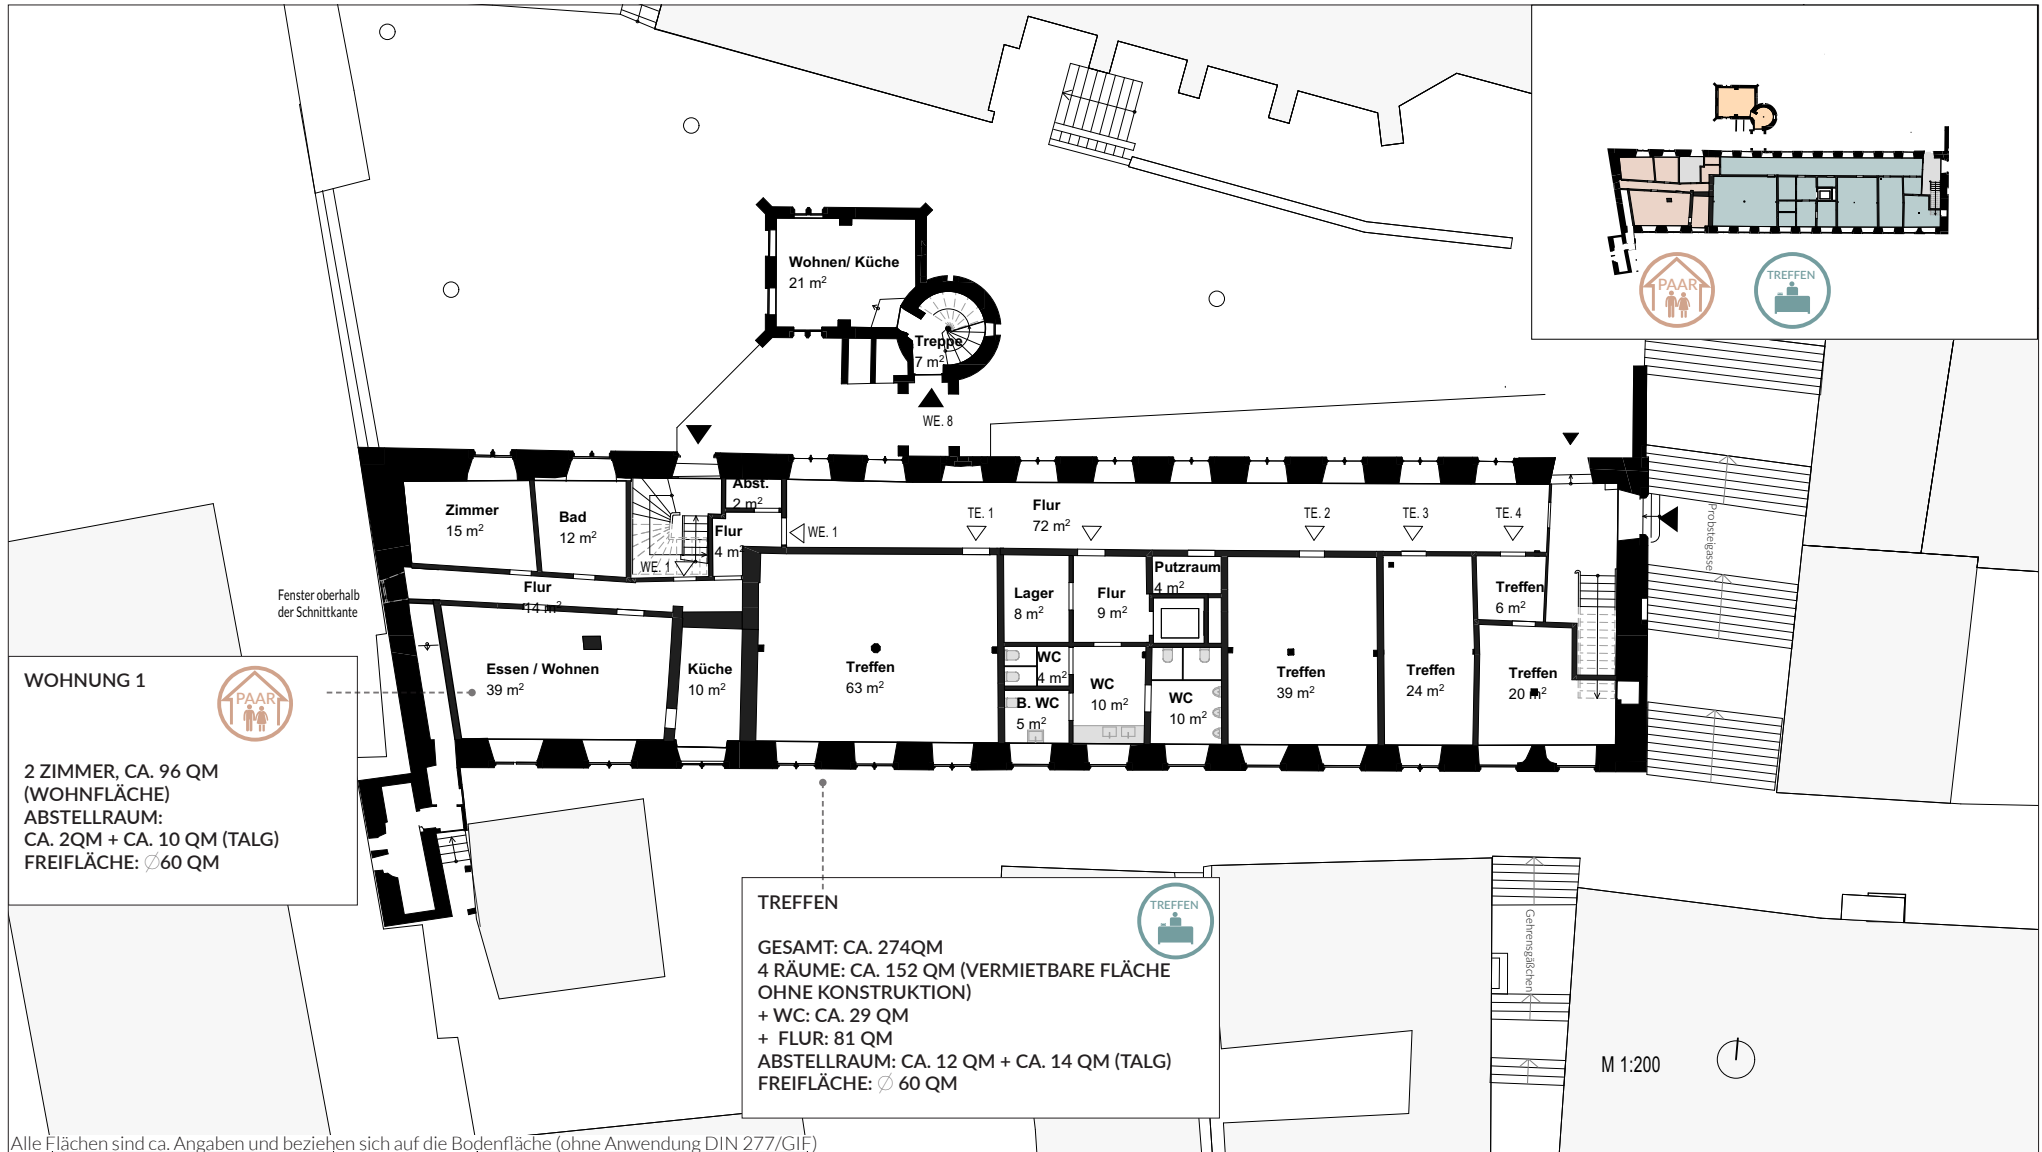 PAAR
TREFFEN
Wohnen/ Küche
21 m²
Treppe
7 m²
WE. 8
Abst.
2 m²
Zimmer
15 m²
Bad
12 m²
Flur
4 m²
WE. 1
WE. 1
TE. 1
Flur
72 m²
TE. 2
TE. 3
TE. 4
Probsteigasse
Fenster oberhalb
der Schnittkante
Flur
14 m²
Lager
8 m²
Flur
9 m²
Putzraum
4 m²
Treffen
6 m²
Essen / Wohnen
39 m²
Küche
10 m²
Treffen
63 m²
WC
4 m²
B. WC
5 m²
WC
10 m²
WC
10 m²
Treffen
39 m²
Treffen
24 m²
Treffen
20 m²
WOHNUNG 1
PAAR
2 ZIMMER, CA. 96 QM
(WOHNFLÄCHE)
ABSTELLRAUM:
CA. 2QM + CA. 10 QM (TALG)
FREIFLÄCHE: ∅60 QM
TREFFEN
TREFFEN
GESAMT: CA. 274QM
4 RÄUME: CA. 152 QM (VERMIETBARE FLÄCHE
OHNE KONSTRUKTION)
+ WC: CA. 29 QM
+ FLUR: 81 QM
ABSTELLRAUM: CA. 12 QM + CA. 14 QM (TALG)
FREIFLÄCHE: ∅ 60 QM
Gehrensgäßchen
M 1:200
Alle Flächen sind ca. Angaben und beziehen sich auf die Bodenfläche (ohne Anwendung DIN 277/GIF)